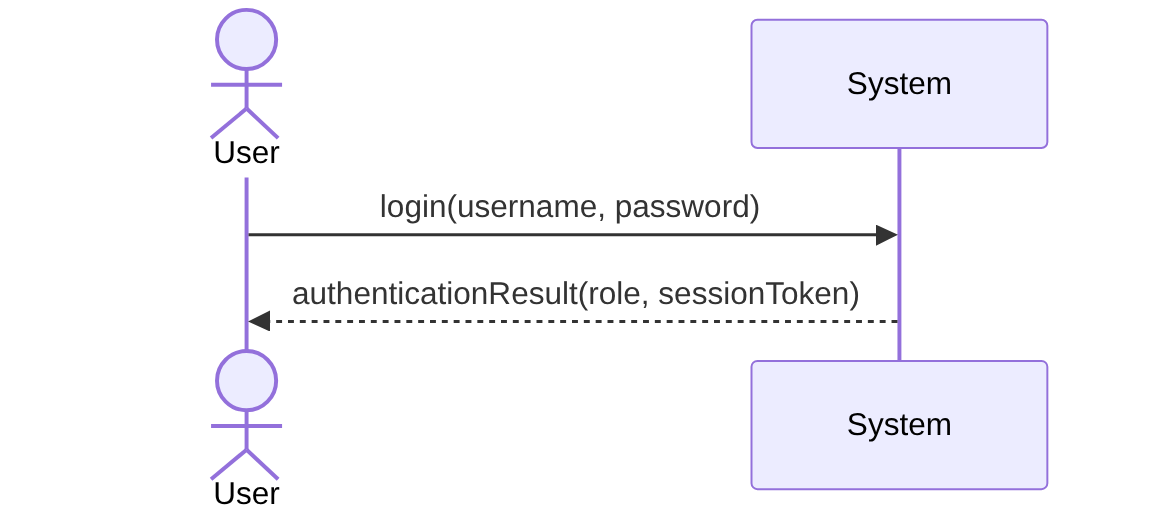 System
User
login(username, password)
authenticationResult(role, sessionToken)
System
User